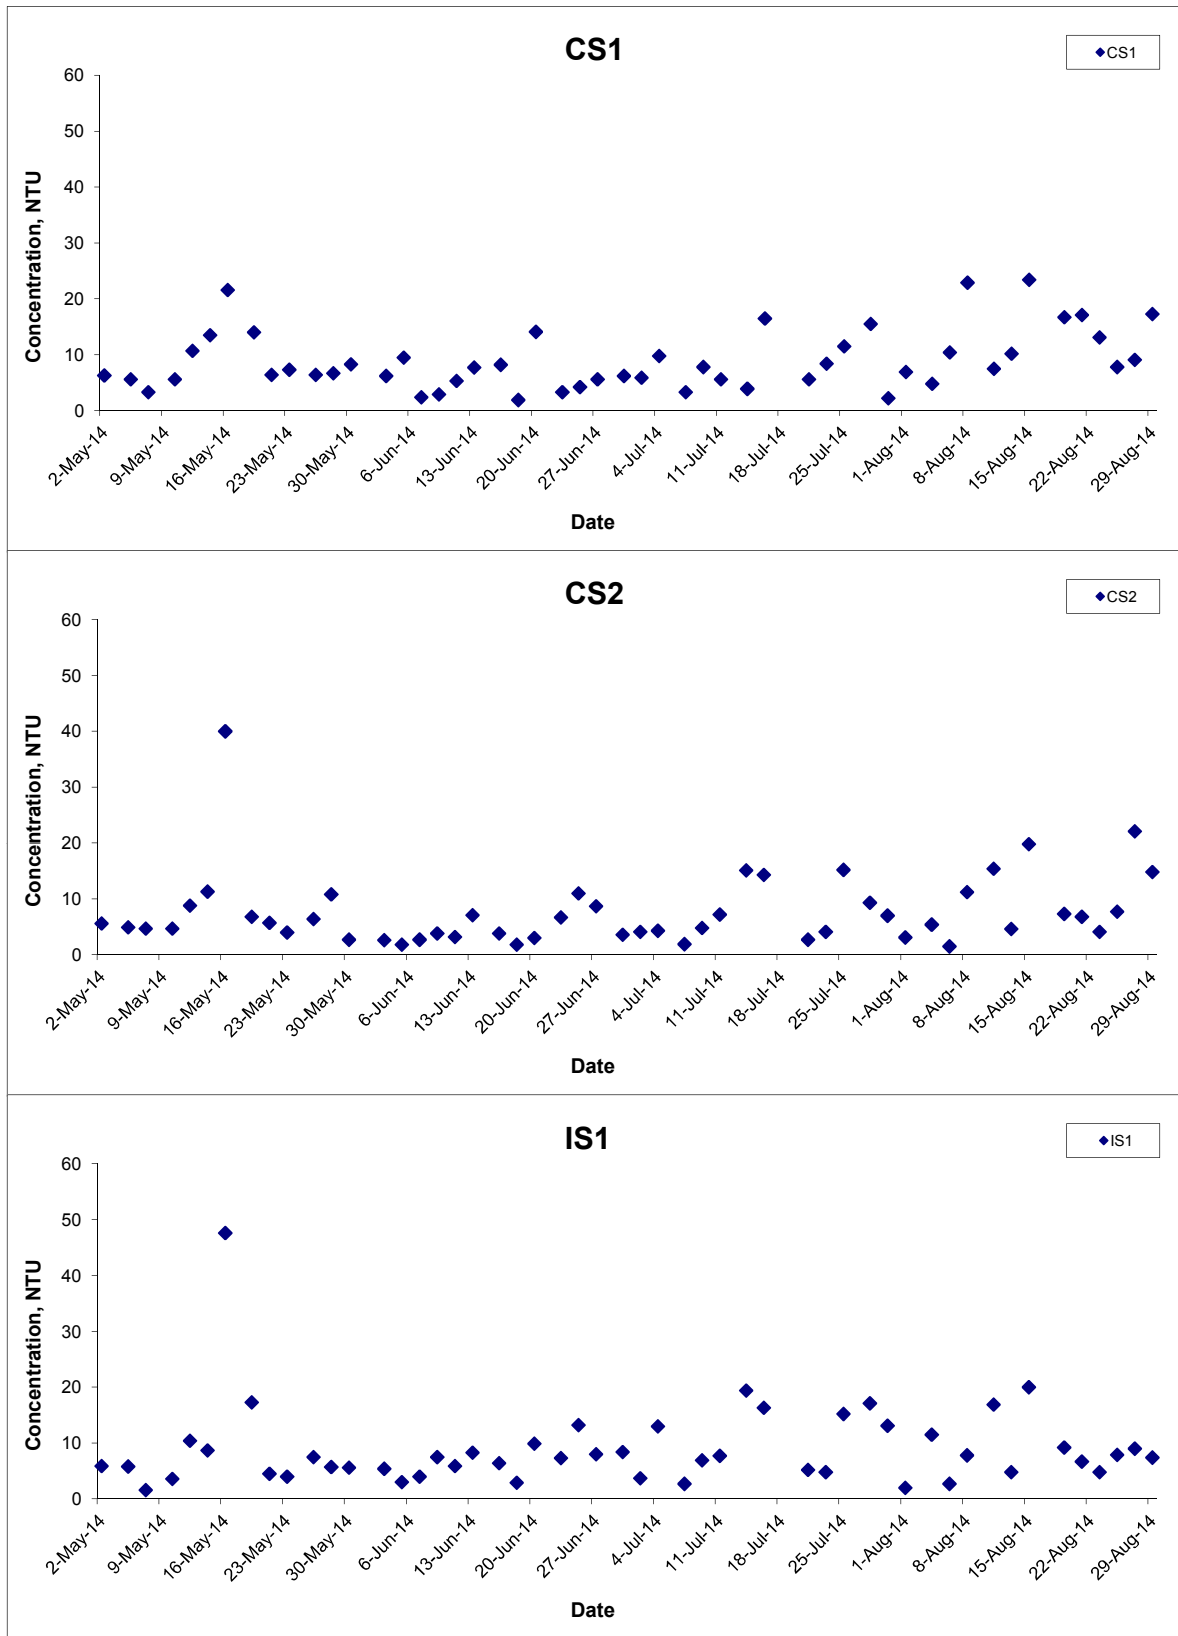 CS1
CS1
60
50
40
30
20
10
0
Concentration, NTU
2-May-14
9-May-14
16-May-14
23-May-14
30-May-14
6-Jun-14
13-Jun-14
20-Jun-14
27-Jun-14
4-Jul-14
11-Jul-14
18-Jul-14
25-Jul-14
1-Aug-14
8-Aug-14
15-Aug-14
22-Aug-14
29-Aug-14
Date
CS2
CS2
60
50
40
30
20
10
0
Concentration, NTU
2-May-14
9-May-14
16-May-14
23-May-14
30-May-14
6-Jun-14
13-Jun-14
20-Jun-14
27-Jun-14
4-Jul-14
11-Jul-14
18-Jul-14
25-Jul-14
1-Aug-14
8-Aug-14
15-Aug-14
22-Aug-14
29-Aug-14
Date
IS1
IS1
60
50
40
30
20
10
0
Concentration, NTU
2-May-14
9-May-14
16-May-14
23-May-14
30-May-14
6-Jun-14
13-Jun-14
20-Jun-14
27-Jun-14
4-Jul-14
11-Jul-14
18-Jul-14
25-Jul-14
1-Aug-14
8-Aug-14
15-Aug-14
22-Aug-14
29-Aug-14
Date